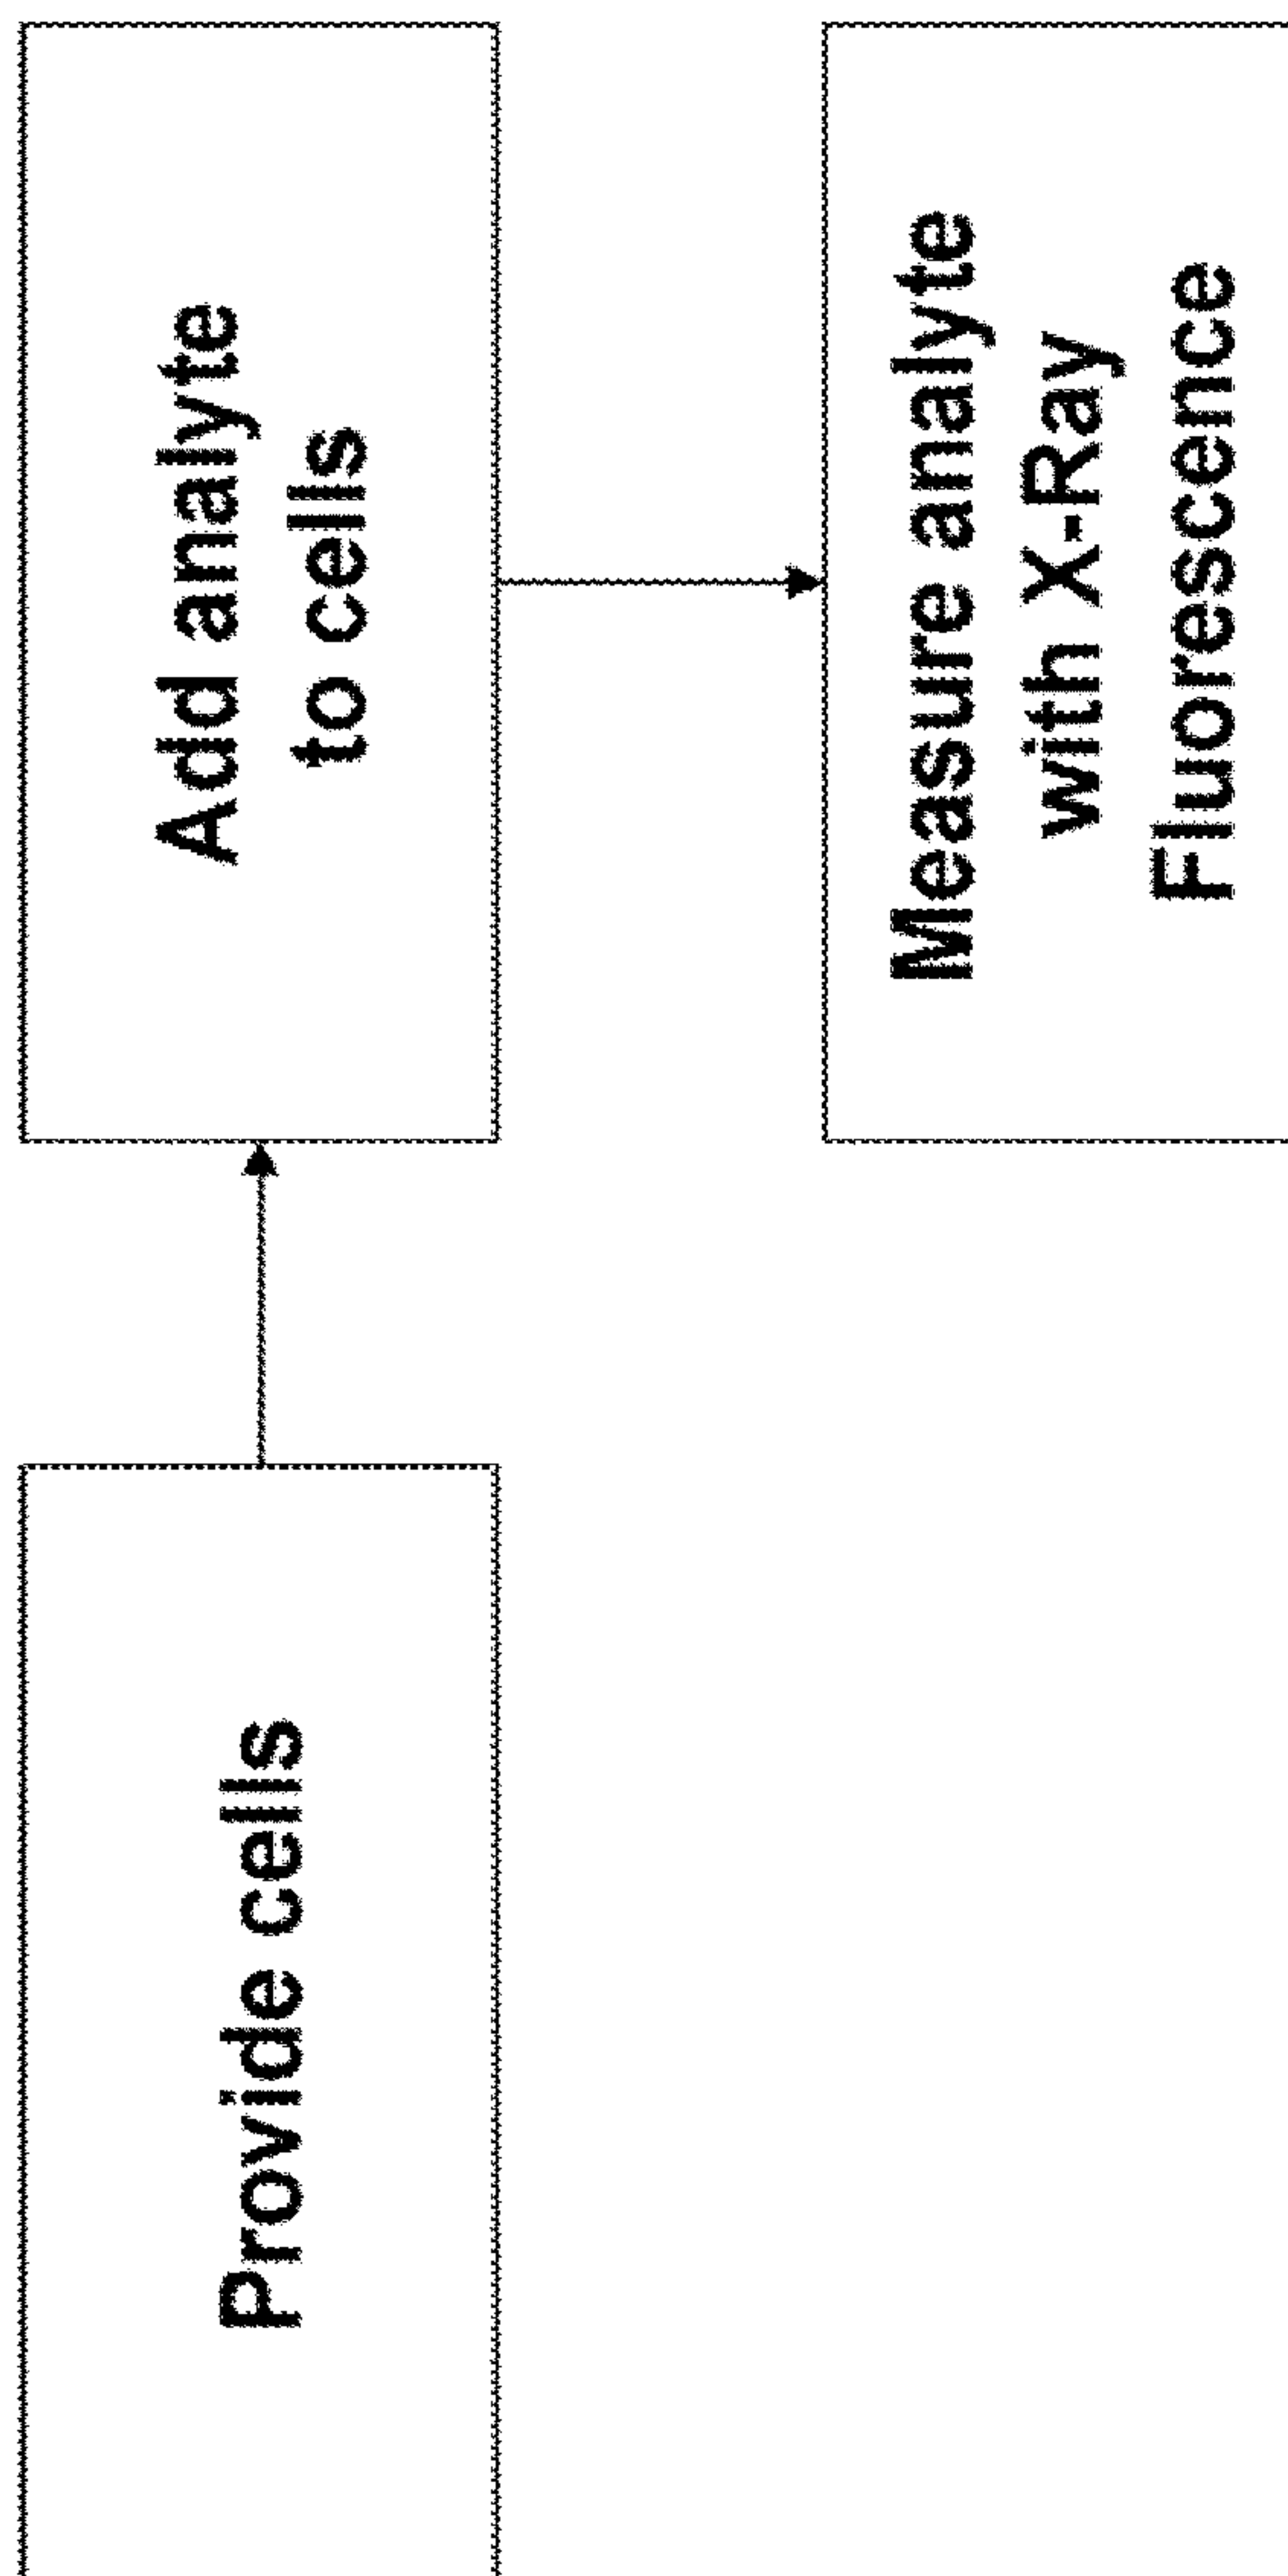 Provide cells
Add analyte
to cells
Measure analyte
with X-Ray
Fluorescence